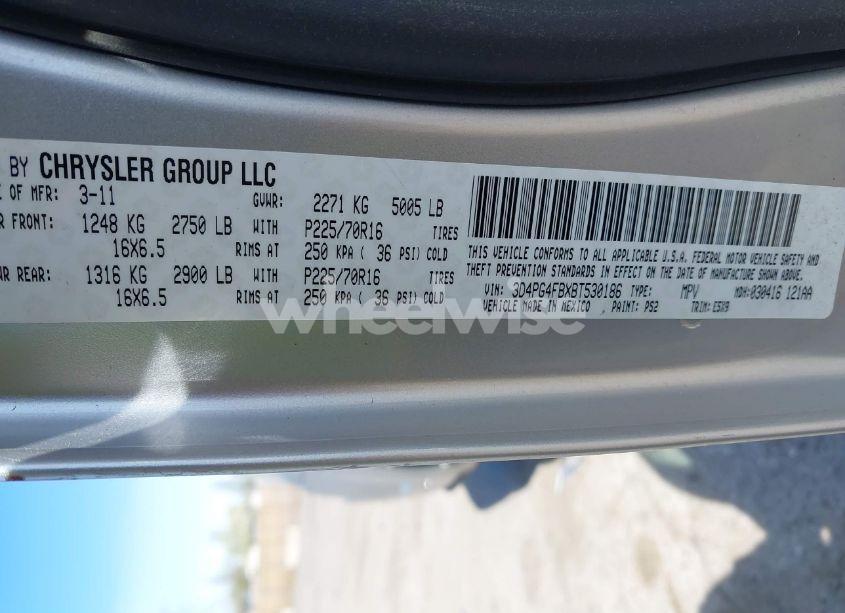 BY CHRYSLER GROUP LLC
OF MFR: 3-11 GVWR: 2271 KG 5005 LB
FRONT: 1248 KG 2750 LB WITH P225/70R16 TIRES
16X6.5 RIMS AT 250 KPA ( 36 PSI) COLD
REAR: 1316 KG 2900 LB WITH P225/70R16 TIRES
16X6.5 RIMS AT 250 KPA ( 36 PSI) COLD
THIS VEHICLE CONFORMS TO ALL APPLICABLE U.S.A. FEDERAL MOTOR VEHICLE SAFETY AND
THEFT PREVENTION STANDARDS IN EFFECT ON THE DATE OF MANUFACTURE SHOWN ABOVE.
VIN: 3D4PG4FBXBT530186 TYPE: MPV MDH: 030416 121AA
VEHICLE MADE IN MEXICO PAINT: PS2 TRIM: E5X9
wheelwise